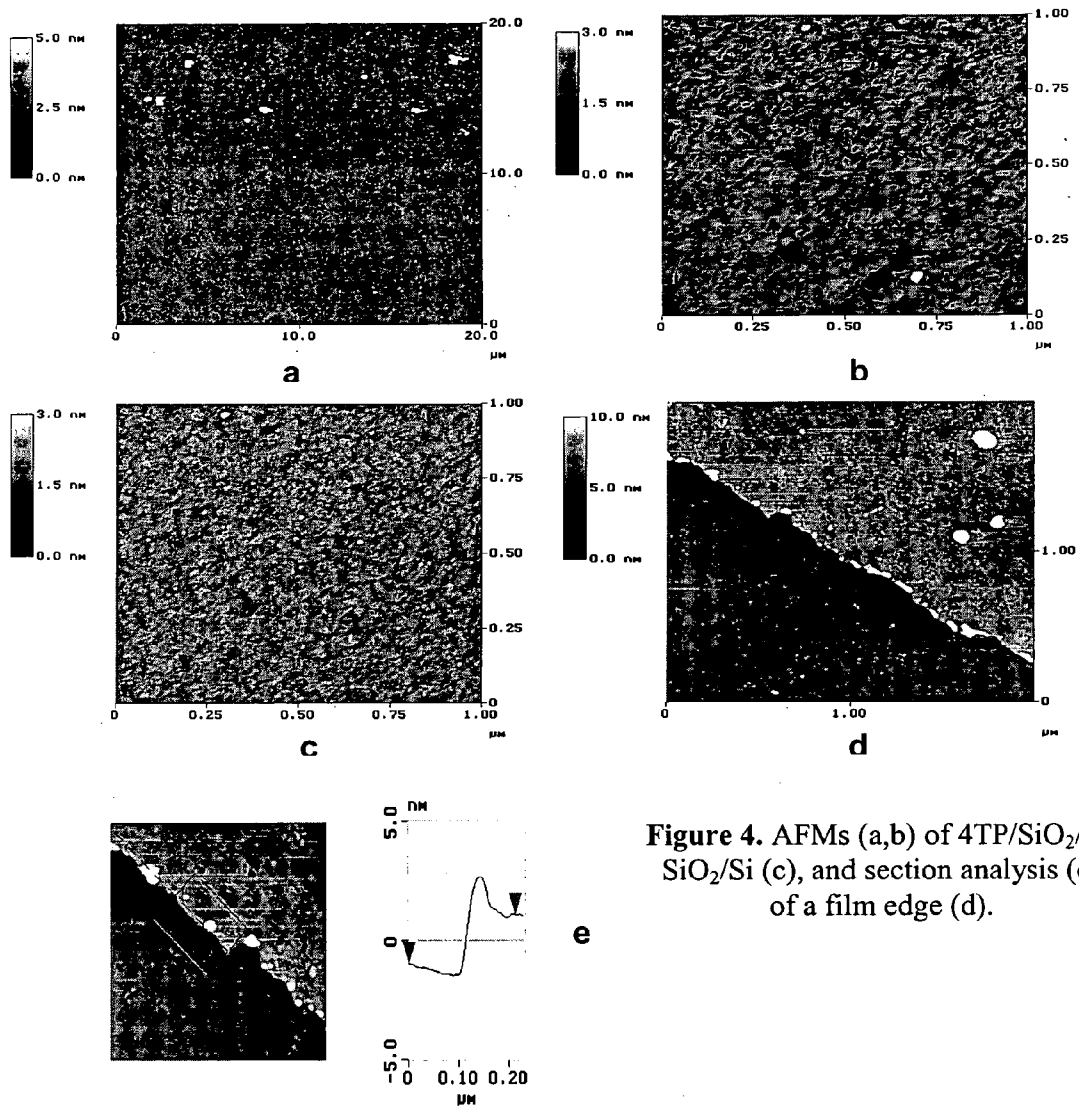 5.0 nm
2.5 nm
0.0 nm
20.0
10.0
0
0
10.0
20.0
μm
a
3.0 nm
1.5 nm
0.0 nm
1.00
0.75
0.50
0.25
0
0
0.25
0.50
0.75
1.00
μm
b
3.0 nm
1.5 nm
0.0 nm
1.00
0.75
0.50
0.25
0
0
0.25
0.50
0.75
1.00
μm
c
10.0 nm
5.0 nm
0.0 nm
1.00
0
0
1.00
μm
d
nm
5.0
0
-5.0
0
0.10
0.20
μm
e
Figure 4. AFMs (a,b) of 4TP/SiO₂/
SiO₂/Si (c), and section analysis (
of a film edge (d).